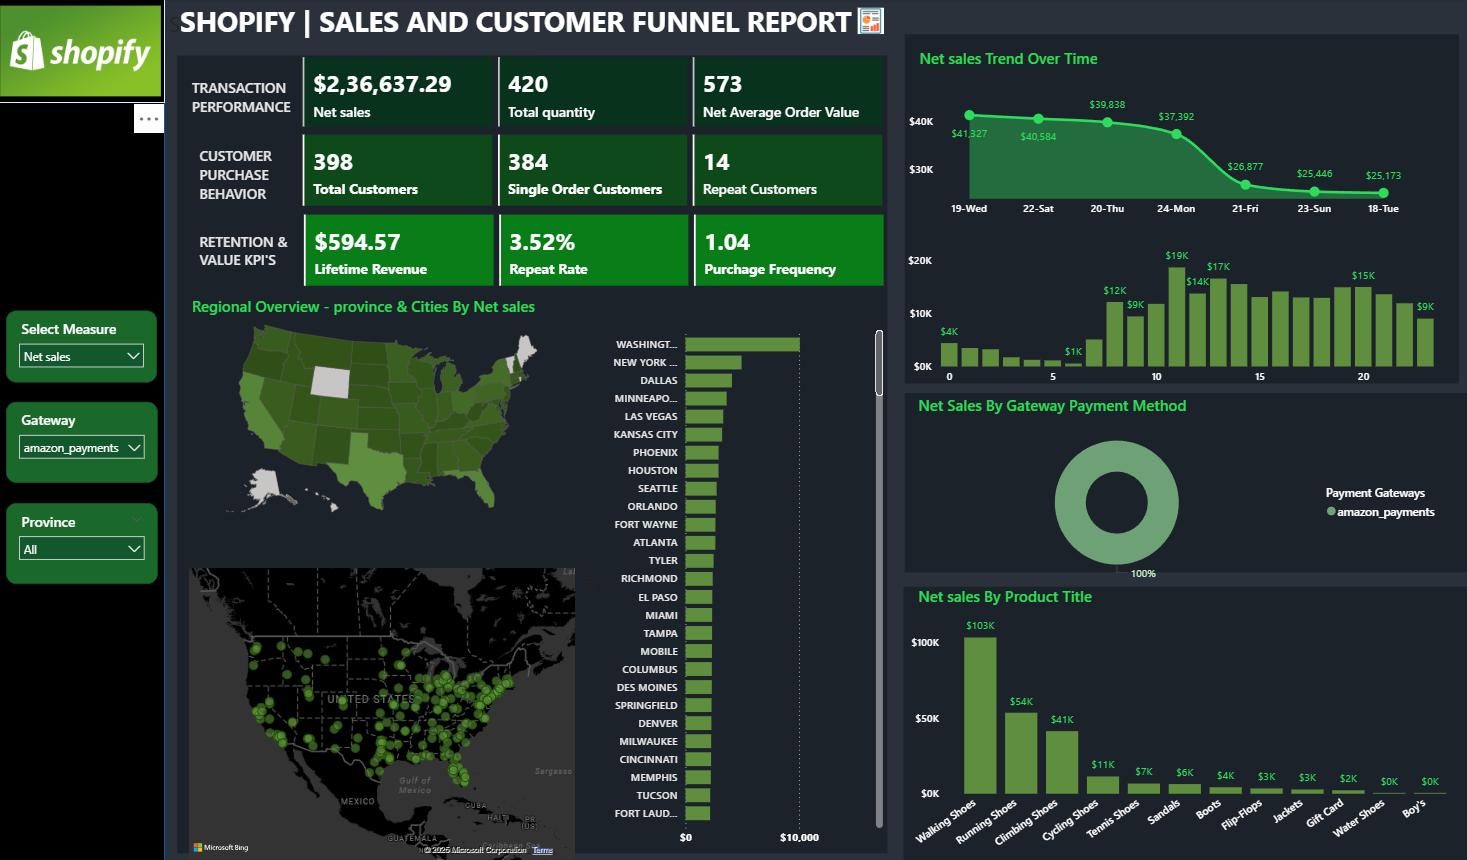 shopify
SHOPIFY | SALES AND CUSTOMER FUNNEL REPORT
TRANSACTION
PERFORMANCE
$2,36,637.29
Net sales
420
Total quantity
573
Net Average Order Value
CUSTOMER
PURCHASE
BEHAVIOR
398
Total Customers
384
Single Order Customers
14
Repeat Customers
RETENTION &
VALUE KPI'S
$594.57
Lifetime Revenue
3.52%
Repeat Rate
1.04
Purchage Frequency
Select Measure
Net sales
Gateway
amazon_payments
Province
All
Regional Overview - province & Cities By Net sales
WASHINGT...
NEW YORK ...
DALLAS
MINNEAPO...
LAS VEGAS
KANSAS CITY
PHOENIX
HOUSTON
SEATTLE
ORLANDO
FORT WAYNE
ATLANTA
TYLER
RICHMOND
EL PASO
MIAMI
TAMPA
MOBILE
COLUMBUS
DES MOINES
SPRINGFIELD
DENVER
MILWAUKEE
CINCINNATI
MEMPHIS
TUCSON
FORT LAUD...
$0 $10,000
UNITED STATES
Gulf of
Mexico
MEXICO
CUBA
HAITI
PR
(US)
GUATEMALA
Caribbean Sea
Sargasso
Microsoft Bing
© 2025 Microsoft Corporation Terms
Net sales Trend Over Time
$40K
$30K
$41,327
$40,584
$39,838
$37,392
$26,877
$25,446
$25,173
19-Wed 22-Sat 20-Thu 24-Mon 21-Fri 23-Sun 18-Tue
$20K
$10K
$0K
$4K
$1K
$12K
$9K
$19K
$14K
$17K
$15K
$9K
0 5 10 15 20
Net Sales By Gateway Payment Method
100%
Payment Gateways
amazon_payments
Net sales By Product Title
$100K
$50K
$0K
$103K
$54K
$41K
$11K
$7K
$6K
$4K
$3K
$3K
$2K
$0K
$0K
Walking Shoes
Running Shoes
Climbing Shoes
Cycling Shoes
Tennis Shoes
Sandals
Boots
Flip-Flops
Jackets
Gift Card
Water Shoes
Boy's